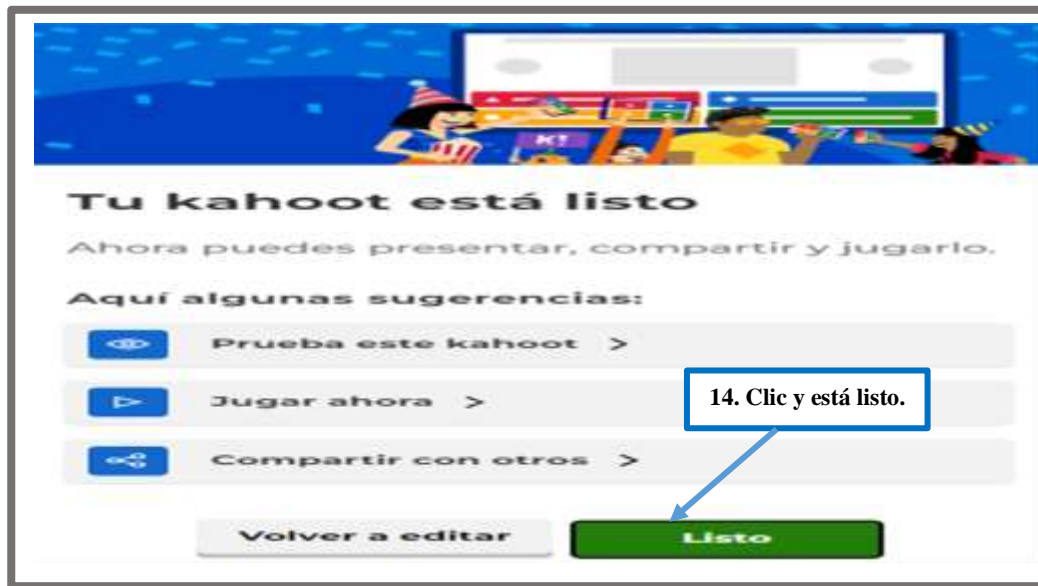 K!
Tu kahoot está listo
Ahora puedes presentar, compartir y jugarlo.
Aquí algunas sugerencias:
Prueba este kahoot >
Jugar ahora >
14. Clic y está listo.
Compartir con otros >
Volver a editar
Listo